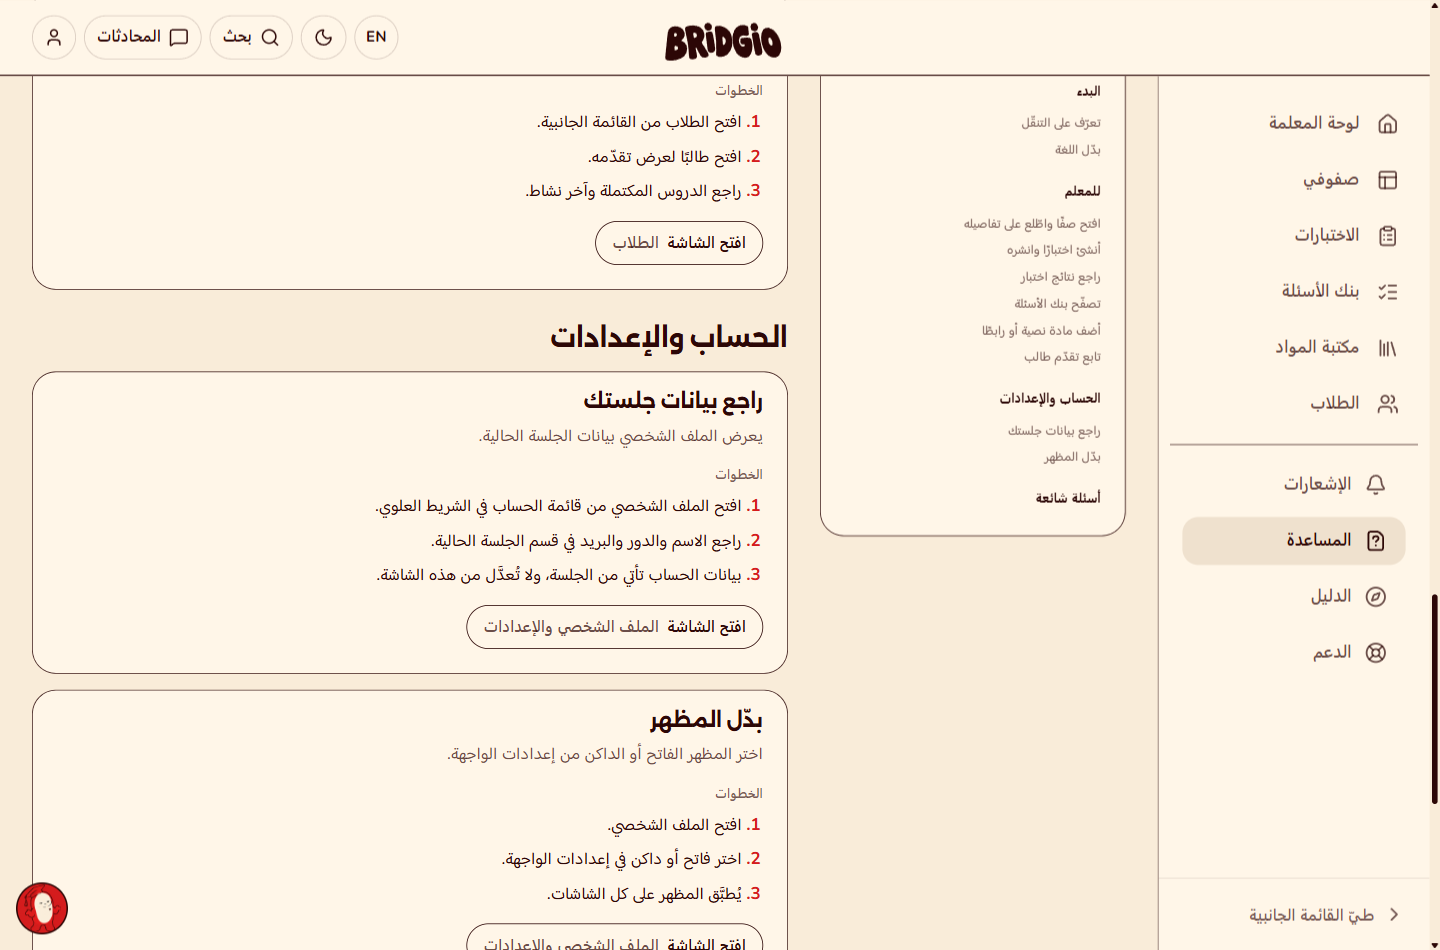 BRiDGiO
بحث
المحادثات
EN
لوحة المعلمة
صفوفي
الاختبارات
بنك الأسئلة
مكتبة المواد
الطلاب
الإشعارات
المساعدة
الدليل
الدعم
طيّ القائمة الجانبية
البدء
تعرّف على التنقّل
بدّل اللغة
للمعلم
افتح صفًا واطّلع على تفاصيله
أنشئ اختبارًا وانشره
راجع نتائج اختبار
تصفّح بنك الأسئلة
أضف مادة نصية أو رابطًا
تابع تقدّم طالب
الحساب والإعدادات
راجع بيانات جلستك
بدّل المظهر
أسئلة شائعة
الخطوات
1. افتح الطلاب من القائمة الجانبية.
2. افتح طالبًا لعرض تقدّمه.
3. راجع الدروس المكتملة وآخر نشاط.
افتح الشاشة الطلاب
الحساب والإعدادات
راجع بيانات جلستك
يعرض الملف الشخصي بيانات الجلسة الحالية.
الخطوات
1. افتح الملف الشخصي من قائمة الحساب في الشريط العلوي.
2. راجع الاسم والدور والبريد في قسم الجلسة الحالية.
3. بيانات الحساب تأتي من الجلسة، ولا تُعدَّل من هذه الشاشة.
افتح الشاشة الملف الشخصي والإعدادات
بدّل المظهر
اختر المظهر الفاتح أو الداكن من إعدادات الواجهة.
الخطوات
1. افتح الملف الشخصي.
2. اختر فاتح أو داكن في إعدادات الواجهة.
3. يُطبَّق المظهر على كل الشاشات.
افتح الشاشة الملف الشخصي والإعدادات